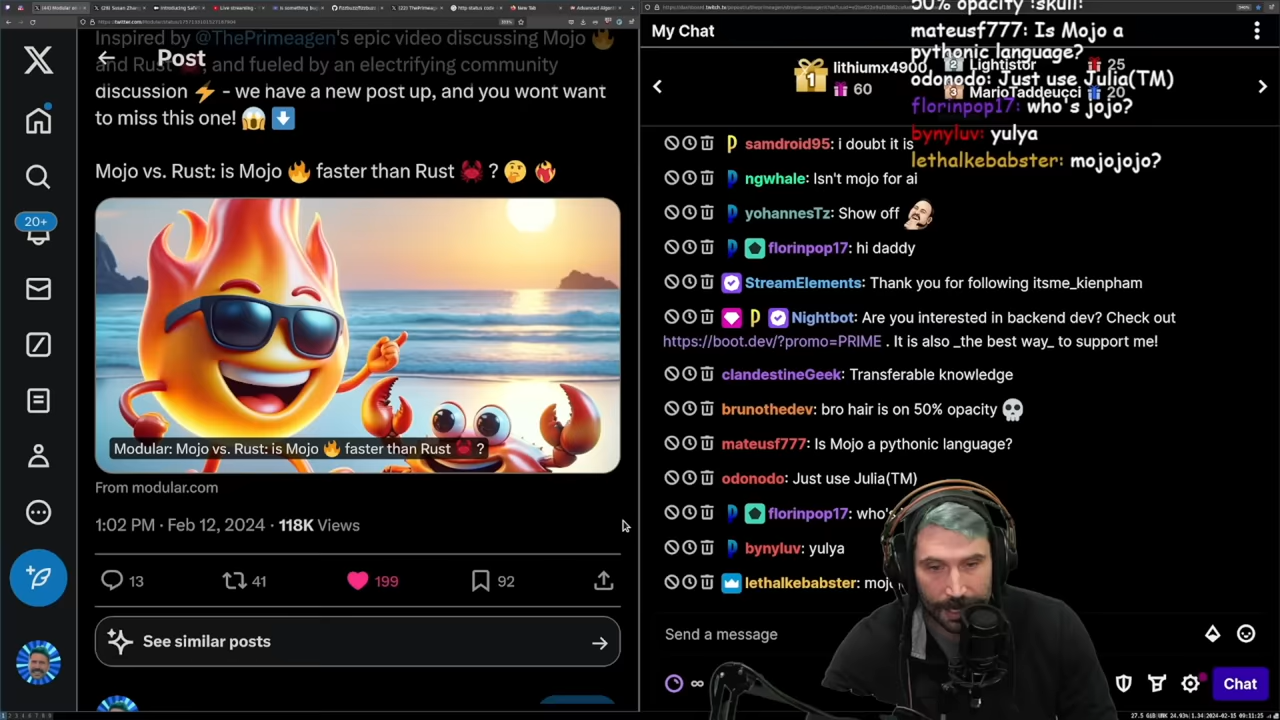 Inspired by @ThePrimeagen's epic video discussing Mojo 🔥
and Rust 🦀, and fueled by an electrifying community
Post
discussion ⚡ - we have a new post up, and you wont want
to miss this one! 😱 ⬇️
Mojo vs. Rust: is Mojo 🔥 faster than Rust 🦀 ? 🤔 ❤️‍🔥
Modular: Mojo vs. Rust: is Mojo 🔥 faster than Rust 🦀 ?
From modular.com
1:02 PM · Feb 12, 2024 · 118K Views
13
41
199
92
See similar posts
20+
My Chat
lithiumx4900
60
Lightistor
25
MarioTaddeucci
20
samdroid95: i doubt it is
ngwhale: Isn't mojo for ai
yohannesTz: Show off
florinpop17: hi daddy
StreamElements: Thank you for following itsme_kienpham
Nightbot: Are you interested in backend dev? Check out
https://boot.dev/?promo=PRIME . It is also _the best way_ to support me!
clandestineGeek: Transferable knowledge
brunothedev: bro hair is on 50% opacity 💀
mateusf777: Is Mojo a pythonic language?
odonodo: Just use Julia(TM)
florinpop17: who's
bynyluv: yulya
lethalkebabster: moj
Send a message
Chat
50% opacity :skull:
mateusf777: Is Mojo a
pythonic language?
odonodo: Just use Julia(TM)
florinpop17: who's jojo?
bynyluv: yulya
lethalkebabster: mojojojo?